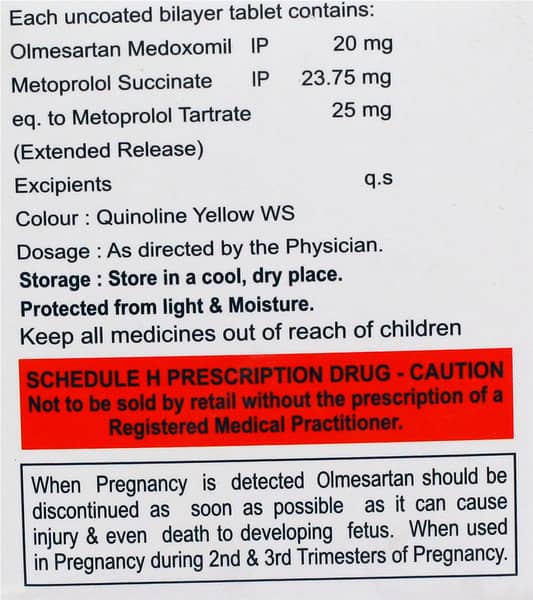 Each uncoated bilayer tablet contains:
Olmesartan Medoxomil IP 20 mg
Metoprolol Succinate IP 23.75 mg
eq. to Metoprolol Tartrate 25 mg
(Extended Release)
Excipients q.s
Colour : Quinoline Yellow WS
Dosage : As directed by the Physician.
Storage : Store in a cool, dry place.
Protected from light & Moisture.
Keep all medicines out of reach of children
SCHEDULE H PRESCRIPTION DRUG - CAUTION
Not to be sold by retail without the prescription of a
Registered Medical Practitioner.
When Pregnancy is detected Olmesartan should be
discontinued as soon as possible as it can cause
injury & even death to developing fetus. When used
in Pregnancy during 2nd & 3rd Trimesters of Pregnancy.